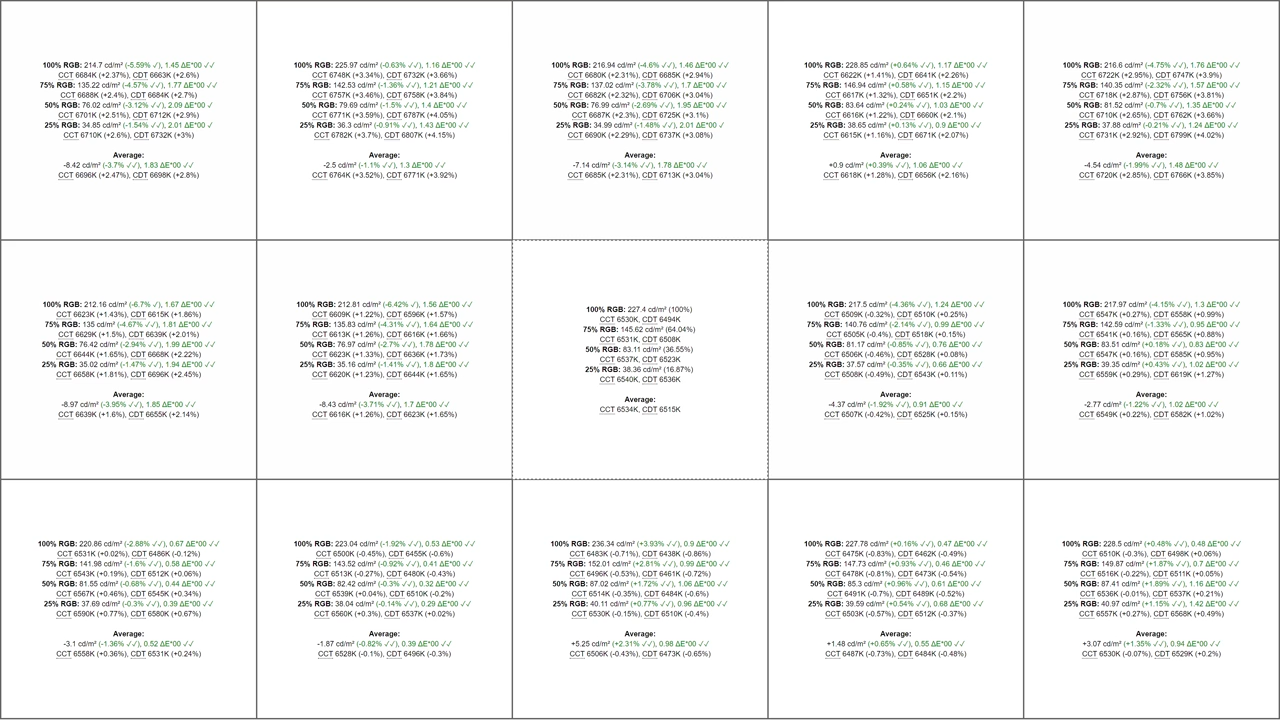 100% RGB: 214.7 cd/m² (-5.59% ✓), 1.45 ΔE*00 ✓✓
CCT 6684K (+2.37%), CDT 6663K (+2.6%)
75% RGB: 135.22 cd/m² (-4.57% ✓✓), 1.77 ΔE*00 ✓✓
CCT 6688K (+2.4%), CDT 6684K (+2.7%)
50% RGB: 76.02 cd/m² (-3.12% ✓✓), 2.09 ΔE*00 ✓
CCT 6701K (+2.51%), CDT 6712K (+2.9%)
25% RGB: 34.85 cd/m² (-1.54% ✓✓), 2.01 ΔE*00 ✓
CCT 6710K (+2.6%), CDT 6732K (+3%)
Average:
-8.42 cd/m² (-3.7% ✓✓), 1.83 ΔE*00 ✓✓
CCT 6696K (+2.47%), CDT 6698K (+2.8%)
100% RGB: 225.97 cd/m² (-0.63% ✓✓), 1.16 ΔE*00 ✓✓
CCT 6748K (+3.34%), CDT 6732K (+3.66%)
75% RGB: 142.53 cd/m² (-1.36% ✓✓), 1.21 ΔE*00 ✓✓
CCT 6757K (+3.46%), CDT 6758K (+3.84%)
50% RGB: 79.69 cd/m² (-1.5% ✓✓), 1.4 ΔE*00 ✓✓
CCT 6771K (+3.59%), CDT 6787K (+4.05%)
25% RGB: 36.3 cd/m² (-0.91% ✓✓), 1.43 ΔE*00 ✓✓
CCT 6782K (+3.7%), CDT 6807K (+4.15%)
Average:
-2.5 cd/m² (-1.1% ✓✓), 1.3 ΔE*00 ✓✓
CCT 6764K (+3.52%), CDT 6771K (+3.92%)
100% RGB: 216.94 cd/m² (-4.6% ✓✓), 1.46 ΔE*00 ✓✓
CCT 6680K (+2.31%), CDT 6685K (+2.94%)
75% RGB: 137.02 cd/m² (-3.78% ✓✓), 1.7 ΔE*00 ✓✓
CCT 6682K (+2.32%), CDT 6706K (+3.04%)
50% RGB: 76.99 cd/m² (-2.69% ✓✓), 1.95 ΔE*00 ✓✓
CCT 6687K (+2.3%), CDT 6725K (+3.1%)
25% RGB: 34.99 cd/m² (-1.48% ✓✓), 2.01 ΔE*00 ✓
CCT 6690K (+2.29%), CDT 6737K (+3.08%)
Average:
-7.14 cd/m² (-3.14% ✓✓), 1.78 ΔE*00 ✓✓
CCT 6685K (+2.31%), CDT 6713K (+3.04%)
100% RGB: 228.85 cd/m² (+0.64% ✓✓), 1.17 ΔE*00 ✓✓
CCT 6622K (+1.41%), CDT 6641K (+2.26%)
75% RGB: 146.94 cd/m² (+0.58% ✓✓), 1.15 ΔE*00 ✓✓
CCT 6617K (+1.32%), CDT 6651K (+2.2%)
50% RGB: 83.64 cd/m² (+0.24% ✓✓), 1.03 ΔE*00 ✓✓
CCT 6616K (+1.22%), CDT 6660K (+2.1%)
25% RGB: 38.65 cd/m² (+0.13% ✓✓), 0.9 ΔE*00 ✓✓
CCT 6615K (+1.16%), CDT 6671K (+2.07%)
Average:
+0.9 cd/m² (+0.39% ✓✓), 1.06 ΔE*00 ✓✓
CCT 6618K (+1.28%), CDT 6656K (+2.16%)
100% RGB: 216.6 cd/m² (-4.75% ✓✓), 1.76 ΔE*00 ✓✓
CCT 6722K (+2.95%), CDT 6747K (+3.9%)
75% RGB: 140.35 cd/m² (-2.32% ✓✓), 1.57 ΔE*00 ✓✓
CCT 6718K (+2.87%), CDT 6756K (+3.81%)
50% RGB: 81.52 cd/m² (-0.7% ✓✓), 1.35 ΔE*00 ✓✓
CCT 6710K (+2.65%), CDT 6762K (+3.66%)
25% RGB: 37.88 cd/m² (-0.21% ✓✓), 1.24 ΔE*00 ✓✓
CCT 6731K (+2.92%), CDT 6799K (+4.02%)
Average:
-4.54 cd/m² (-1.99% ✓✓), 1.48 ΔE*00 ✓✓
CCT 6720K (+2.85%), CDT 6766K (+3.85%)
100% RGB: 212.16 cd/m² (-6.7% ✓), 1.67 ΔE*00 ✓✓
CCT 6623K (+1.43%), CDT 6615K (+1.86%)
75% RGB: 135 cd/m² (-4.67% ✓✓), 1.81 ΔE*00 ✓✓
CCT 6629K (+1.5%), CDT 6639K (+2.01%)
50% RGB: 76.42 cd/m² (-2.94% ✓✓), 1.99 ΔE*00 ✓✓
CCT 6644K (+1.65%), CDT 6668K (+2.22%)
25% RGB: 35.02 cd/m² (-1.47% ✓✓), 1.94 ΔE*00 ✓✓
CCT 6658K (+1.81%), CDT 6696K (+2.45%)
Average:
-8.97 cd/m² (-3.95% ✓✓), 1.85 ΔE*00 ✓✓
CCT 6639K (+1.6%), CDT 6655K (+2.14%)
100% RGB: 212.81 cd/m² (-6.42% ✓), 1.56 ΔE*00 ✓✓
CCT 6609K (+1.22%), CDT 6596K (+1.57%)
75% RGB: 135.83 cd/m² (-4.31% ✓✓), 1.64 ΔE*00 ✓✓
CCT 6613K (+1.26%), CDT 6616K (+1.66%)
50% RGB: 76.97 cd/m² (-2.7% ✓✓), 1.78 ΔE*00 ✓✓
CCT 6623K (+1.33%), CDT 6636K (+1.73%)
25% RGB: 35.16 cd/m² (-1.41% ✓✓), 1.8 ΔE*00 ✓✓
CCT 6620K (+1.23%), CDT 6644K (+1.65%)
Average:
-8.43 cd/m² (-3.71% ✓✓), 1.7 ΔE*00 ✓✓
CCT 6616K (+1.26%), CDT 6623K (+1.65%)
100% RGB: 227.4 cd/m² (100%)
CCT 6530K, CDT 6494K
75% RGB: 145.62 cd/m² (64.04%)
CCT 6531K, CDT 6508K
50% RGB: 83.11 cd/m² (36.55%)
CCT 6537K, CDT 6523K
25% RGB: 38.36 cd/m² (16.87%)
CCT 6540K, CDT 6536K
Average:
CCT 6534K, CDT 6515K
100% RGB: 217.5 cd/m² (-4.36% ✓✓), 1.24 ΔE*00 ✓✓
CCT 6509K (-0.32%), CDT 6510K (+0.25%)
75% RGB: 140.76 cd/m² (-2.14% ✓✓), 0.99 ΔE*00 ✓✓
CCT 6505K (-0.4%), CDT 6518K (+0.15%)
50% RGB: 81.17 cd/m² (-0.85% ✓✓), 0.76 ΔE*00 ✓✓
CCT 6506K (-0.46%), CDT 6528K (+0.08%)
25% RGB: 37.57 cd/m² (-0.35% ✓✓), 0.66 ΔE*00 ✓✓
CCT 6508K (-0.49%), CDT 6543K (+0.11%)
Average:
-4.37 cd/m² (-1.92% ✓✓), 0.91 ΔE*00 ✓✓
CCT 6507K (-0.42%), CDT 6525K (+0.15%)
100% RGB: 217.97 cd/m² (-4.15% ✓✓), 1.3 ΔE*00 ✓✓
CCT 6547K (+0.27%), CDT 6558K (+0.99%)
75% RGB: 142.59 cd/m² (-1.33% ✓✓), 0.95 ΔE*00 ✓✓
CCT 6541K (+0.16%), CDT 6565K (+0.88%)
50% RGB: 83.51 cd/m² (+0.18% ✓✓), 0.83 ΔE*00 ✓✓
CCT 6547K (+0.16%), CDT 6585K (+0.95%)
25% RGB: 39.35 cd/m² (+0.43% ✓✓), 1.02 ΔE*00 ✓✓
CCT 6559K (+0.29%), CDT 6619K (+1.27%)
Average:
-2.77 cd/m² (-1.22% ✓✓), 1.02 ΔE*00 ✓✓
CCT 6549K (+0.22%), CDT 6582K (+1.02%)
100% RGB: 220.86 cd/m² (-2.88% ✓✓), 0.67 ΔE*00 ✓✓
CCT 6531K (+0.02%), CDT 6486K (-0.12%)
75% RGB: 141.98 cd/m² (-1.6% ✓✓), 0.58 ΔE*00 ✓✓
CCT 6543K (+0.19%), CDT 6512K (+0.06%)
50% RGB: 81.55 cd/m² (-0.68% ✓✓), 0.44 ΔE*00 ✓✓
CCT 6567K (+0.46%), CDT 6545K (+0.34%)
25% RGB: 37.69 cd/m² (-0.3% ✓✓), 0.39 ΔE*00 ✓✓
CCT 6590K (+0.77%), CDT 6580K (+0.67%)
Average:
-3.1 cd/m² (-1.36% ✓✓), 0.52 ΔE*00 ✓✓
CCT 6558K (+0.36%), CDT 6531K (+0.24%)
100% RGB: 223.04 cd/m² (-1.92% ✓✓), 0.53 ΔE*00 ✓✓
CCT 6500K (-0.45%), CDT 6455K (-0.6%)
75% RGB: 143.52 cd/m² (-0.92% ✓✓), 0.41 ΔE*00 ✓✓
CCT 6513K (-0.27%), CDT 6480K (-0.43%)
50% RGB: 82.42 cd/m² (-0.3% ✓✓), 0.32 ΔE*00 ✓✓
CCT 6539K (+0.04%), CDT 6510K (-0.2%)
25% RGB: 38.04 cd/m² (-0.14% ✓✓), 0.29 ΔE*00 ✓✓
CCT 6560K (+0.3%), CDT 6537K (+0.02%)
Average:
-1.87 cd/m² (-0.82% ✓✓), 0.39 ΔE*00 ✓✓
CCT 6528K (-0.1%), CDT 6496K (-0.3%)
100% RGB: 236.34 cd/m² (+3.93% ✓✓), 0.9 ΔE*00 ✓✓
CCT 6483K (-0.71%), CDT 6438K (-0.86%)
75% RGB: 152.01 cd/m² (+2.81% ✓✓), 0.99 ΔE*00 ✓✓
CCT 6496K (-0.53%), CDT 6461K (-0.72%)
50% RGB: 87.02 cd/m² (+1.72% ✓✓), 1.06 ΔE*00 ✓✓
CCT 6514K (-0.35%), CDT 6484K (-0.6%)
25% RGB: 40.11 cd/m² (+0.77% ✓✓), 0.96 ΔE*00 ✓✓
CCT 6530K (-0.15%), CDT 6510K (-0.4%)
Average:
+5.25 cd/m² (+2.31% ✓✓), 0.98 ΔE*00 ✓✓
CCT 6506K (-0.43%), CDT 6473K (-0.65%)
100% RGB: 227.78 cd/m² (+0.16% ✓✓), 0.47 ΔE*00 ✓✓
CCT 6475K (-0.83%), CDT 6462K (-0.49%)
75% RGB: 147.73 cd/m² (+0.93% ✓✓), 0.46 ΔE*00 ✓✓
CCT 6478K (-0.81%), CDT 6473K (-0.54%)
50% RGB: 85.3 cd/m² (+0.96% ✓✓), 0.61 ΔE*00 ✓✓
CCT 6491K (-0.7%), CDT 6489K (-0.52%)
25% RGB: 39.59 cd/m² (+0.54% ✓✓), 0.68 ΔE*00 ✓✓
CCT 6503K (-0.57%), CDT 6512K (-0.37%)
Average:
+1.48 cd/m² (+0.65% ✓✓), 0.55 ΔE*00 ✓✓
CCT 6487K (-0.73%), CDT 6484K (-0.48%)
100% RGB: 228.5 cd/m² (+0.48% ✓✓), 0.48 ΔE*00 ✓✓
CCT 6510K (-0.3%), CDT 6498K (+0.06%)
75% RGB: 149.87 cd/m² (+1.87% ✓✓), 0.7 ΔE*00 ✓✓
CCT 6516K (-0.22%), CDT 6511K (+0.05%)
50% RGB: 87.41 cd/m² (+1.89% ✓✓), 1.16 ΔE*00 ✓✓
CCT 6536K (-0.01%), CDT 6537K (+0.21%)
25% RGB: 40.97 cd/m² (+1.15% ✓✓), 1.42 ΔE*00 ✓✓
CCT 6557K (+0.27%), CDT 6568K (+0.49%)
Average:
+3.07 cd/m² (+1.35% ✓✓), 0.94 ΔE*00 ✓✓
CCT 6530K (-0.07%), CDT 6529K (+0.2%)